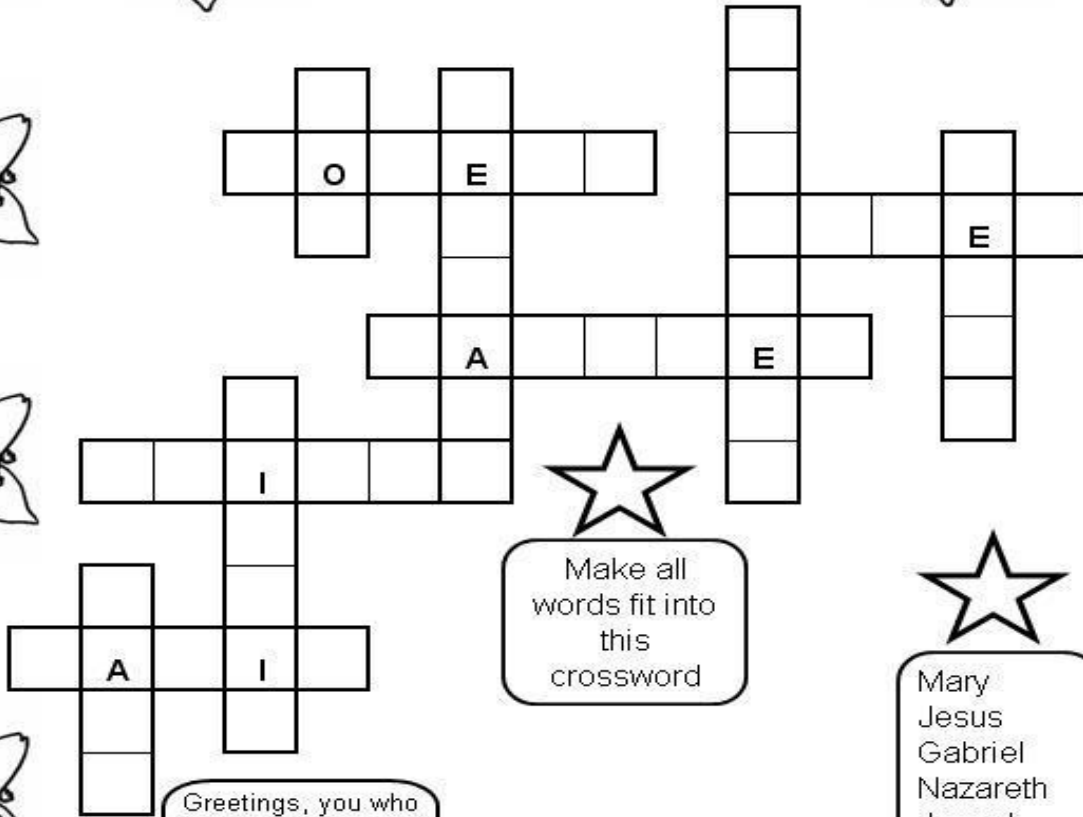 O E
E
A E
I
A I
Make all
words fit into
this
crossword
Mary
Jesus
Gabriel
Nazareth
Greetings, you who